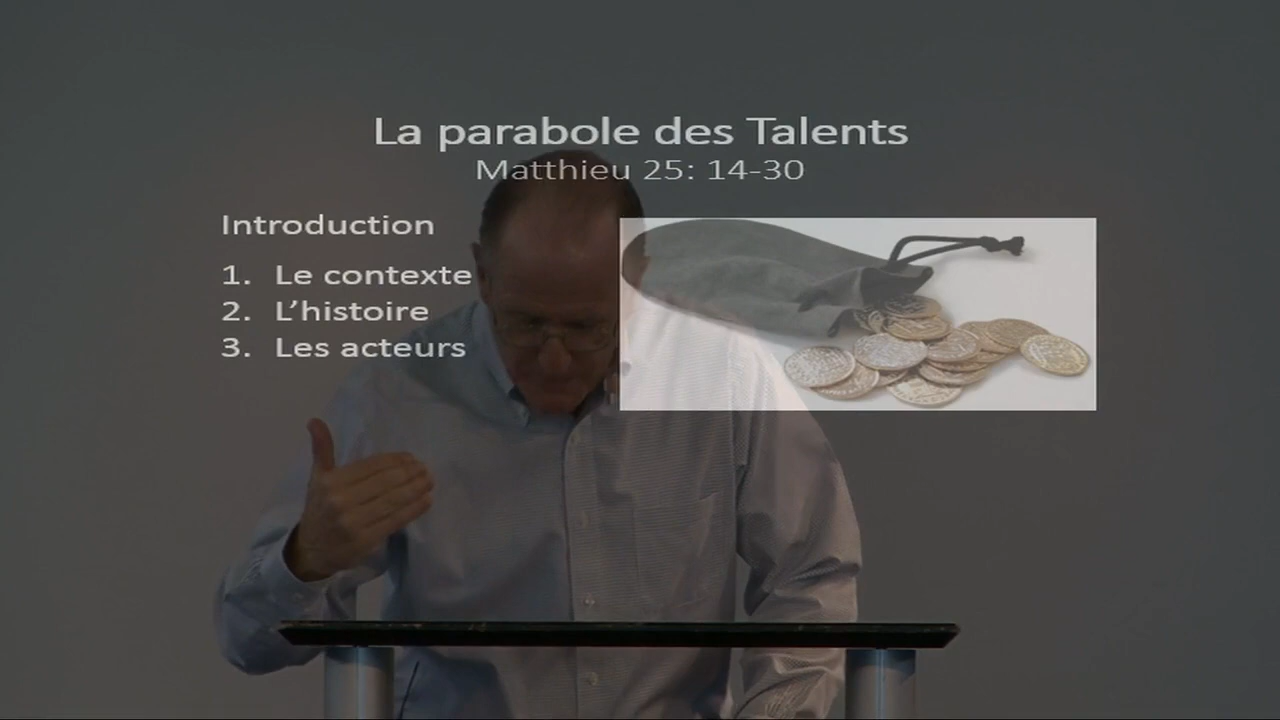 La parabole des Talents
Matthieu 25: 14-30
Introduction
1. Le contexte
2. L’histoire
3. Les acteurs